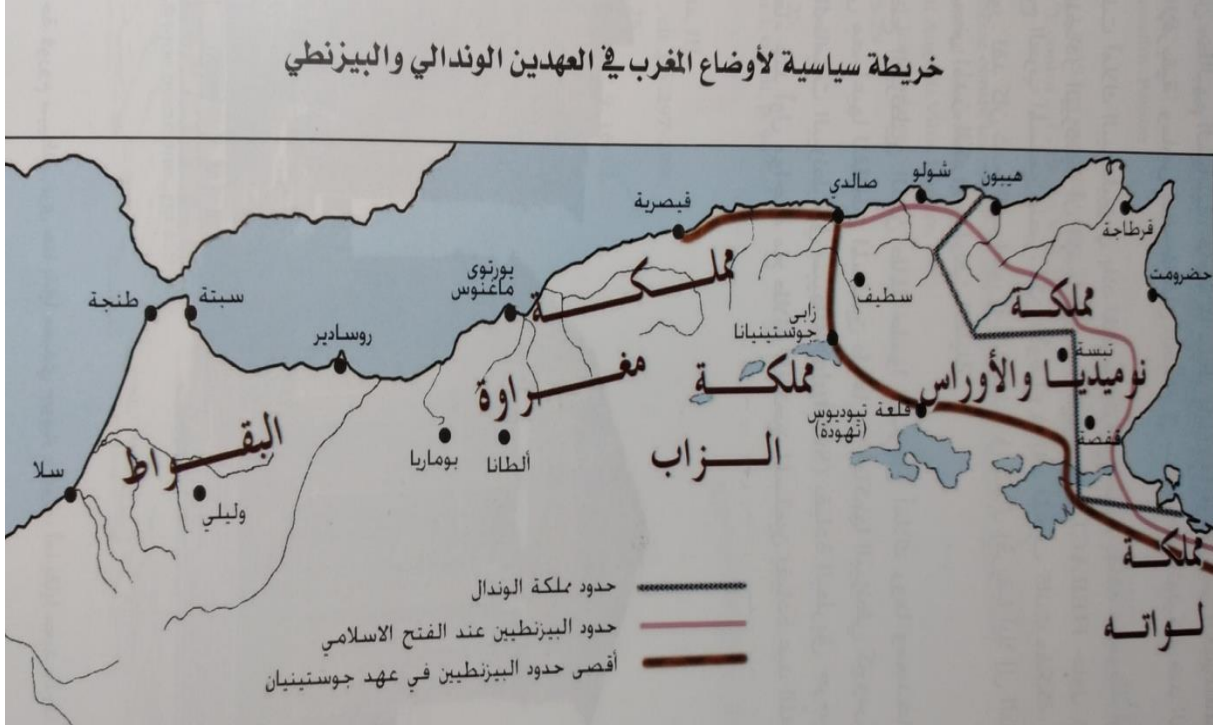 خريطة سياسية لأوضاع المغرب في العهدين الوندالي والبيزنطي
هيبون
شولو
صالدي
قيصرية
قرطاجة
حضرموت
سطيف
مملكة
نوميديا والأوراس
تبسة
قفصة
زابي
جوستينيانا
قلعة تيوديوس
(تهودة)
مملكة
الزاب
مملكة
مغراوة
بورتوي
ماغنوس
روسادير
سبتة
طنجة
ألطانا
بوماريا
البقواط
سلا
وليلي
مملكة
لواته
حدود مملكة الوندال
حدود البيزنطيين عند الفتح الاسلامي
أقصى حدود البيزنطيين في عهد جوستينيان